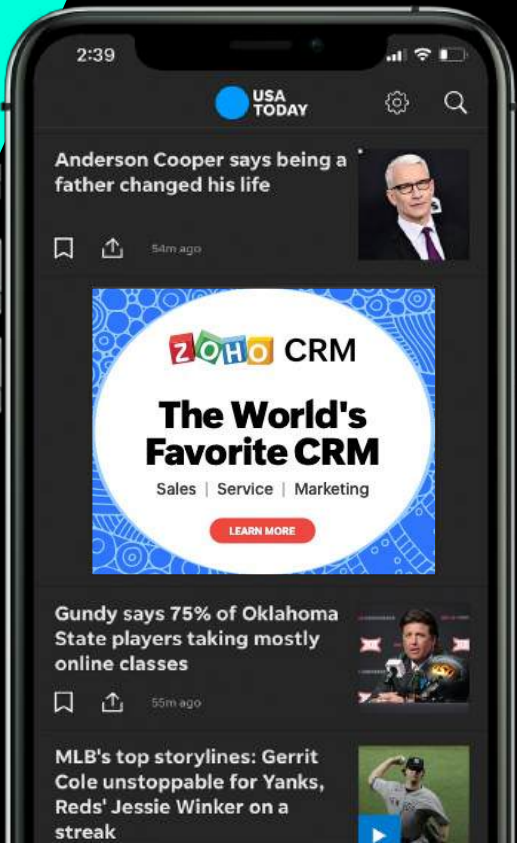 2:39
USA
TODAY
Anderson Cooper says being a
father changed his life
54m ago
ZOHO CRM
The World's
Favorite CRM
Sales | Service | Marketing
LEARN MORE
Gundy says 75% of Oklahoma
State players taking mostly
online classes
55m ago
MLB's top storylines: Gerrit
Cole unstoppable for Yanks,
Reds' Jessie Winker on a
streak